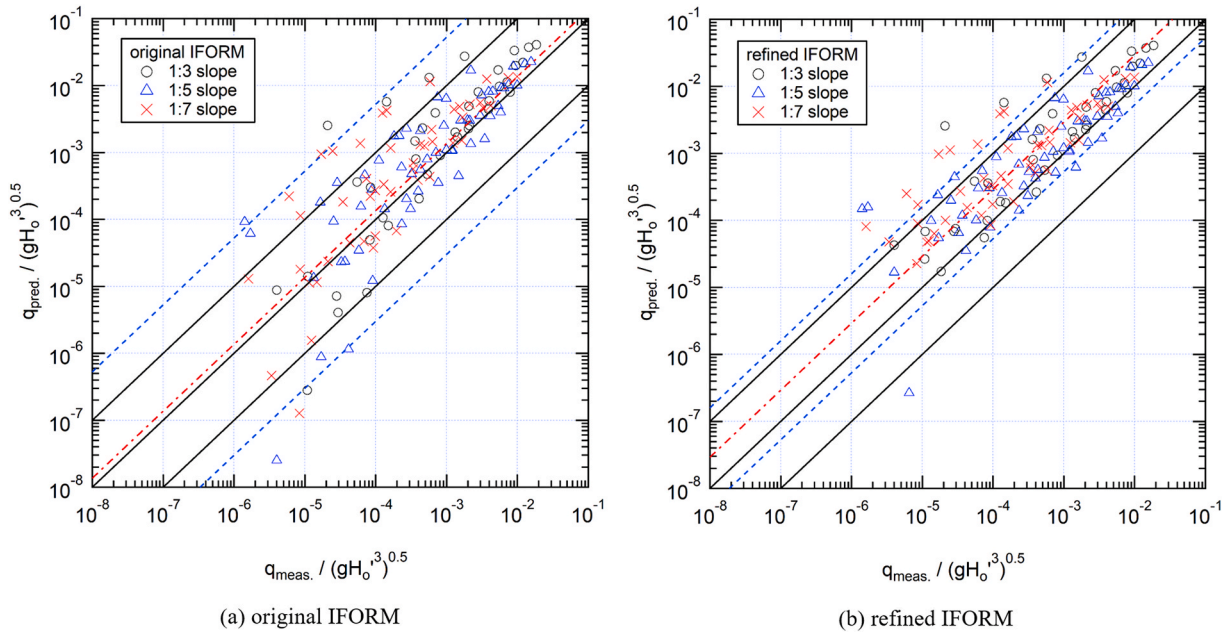 original IFORM
1:3 slope
1:5 slope
1:7 slope
10⁻¹
10⁻²
10⁻³
10⁻⁴
10⁻⁵
10⁻⁶
10⁻⁷
10⁻⁸
q_pred. / (gH_o'³)^0.5
10⁻⁸ 10⁻⁷ 10⁻⁶ 10⁻⁵ 10⁻⁴ 10⁻³ 10⁻² 10⁻¹
q_meas. / (gH_o'³)^0.5
(a) original IFORM
refined IFORM
1:3 slope
1:5 slope
1:7 slope
10⁻¹
10⁻²
10⁻³
10⁻⁴
10⁻⁵
10⁻⁶
10⁻⁷
10⁻⁸
q_pred. / (gH_o'³)^0.5
10⁻⁸ 10⁻⁷ 10⁻⁶ 10⁻⁵ 10⁻⁴ 10⁻³ 10⁻² 10⁻¹
q_meas. / (gH_o'³)^0.5
(b) refined IFORM